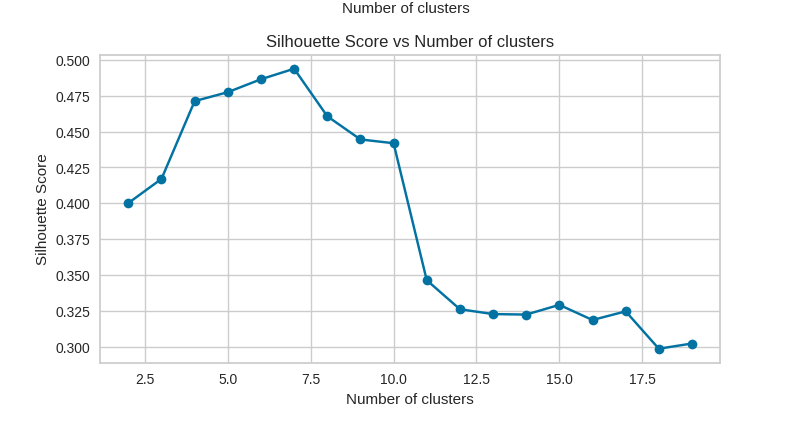 Number of clusters
Silhouette Score vs Number of clusters
Silhouette Score
0.500
0.475
0.450
0.425
0.400
0.375
0.350
0.325
0.300
2.5 5.0 7.5 10.0 12.5 15.0 17.5
Number of clusters